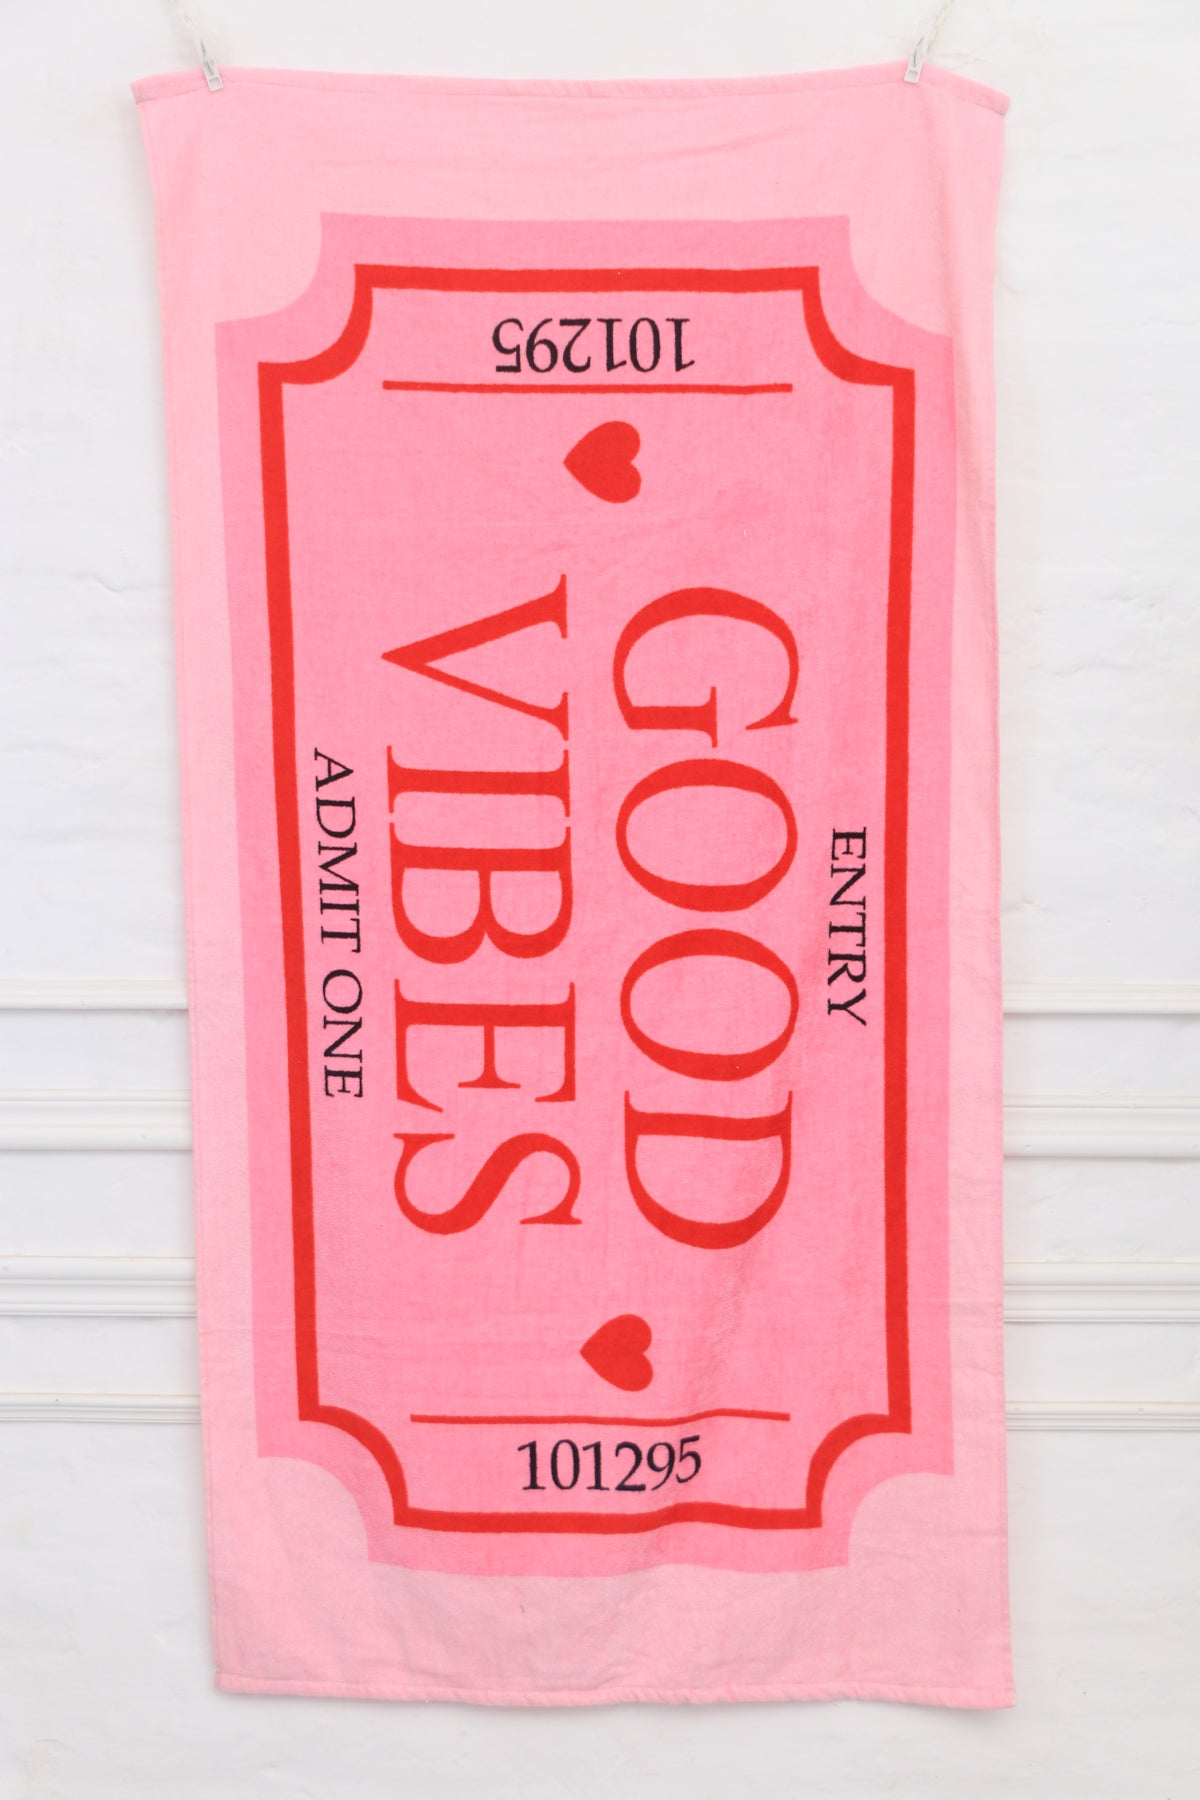 101295
ENTRY
GOOD
VIBES
ADMIT ONE
101295